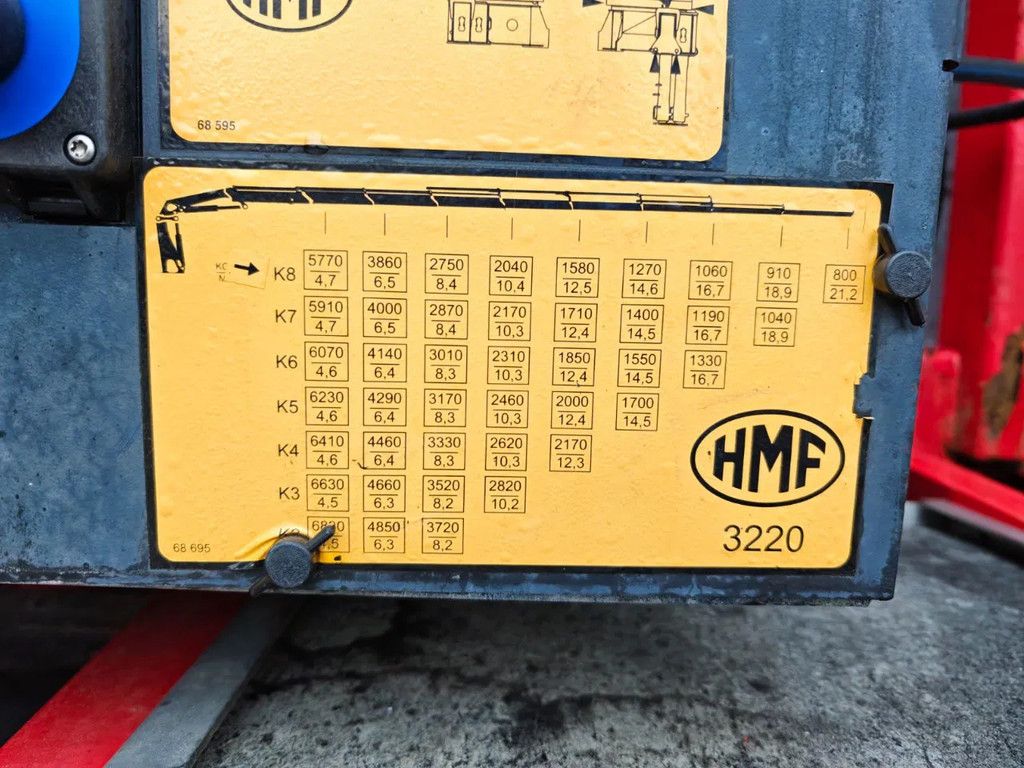 HMF
68 595
K8 5770 3860 2750 2040 1580 1270 1060 910 800
4,7 6,5 8,4 10,4 12,5 14,6 16,7 18,9 21,2
K7 5910 4000 2870 2170 1710 1400 1190 1040
4,7 6,5 8,4 10,3 12,4 14,5 16,7 18,9
K6 6070 4140 3010 2310 1850 1550 1330
4,6 6,4 8,3 10,3 12,4 14,5 16,7
K5 6230 4290 3170 2460 2000 1700
4,6 6,4 8,3 10,3 12,4 14,5
K4 6410 4460 3330 2620 2170
4,6 6,4 8,3 10,3 12,3
K3 6630 4660 3520 2820
4,5 6,3 8,2 10,2
4850 3720
6,3 8,2
HMF
3220
68 695